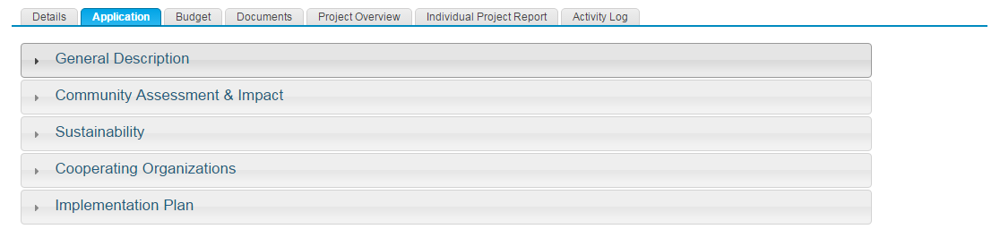 Details Application Budget Documents Project Overview Individual Project Report Activity Log
General Description
Community Assessment & Impact
Sustainability
Cooperating Organizations
Implementation Plan